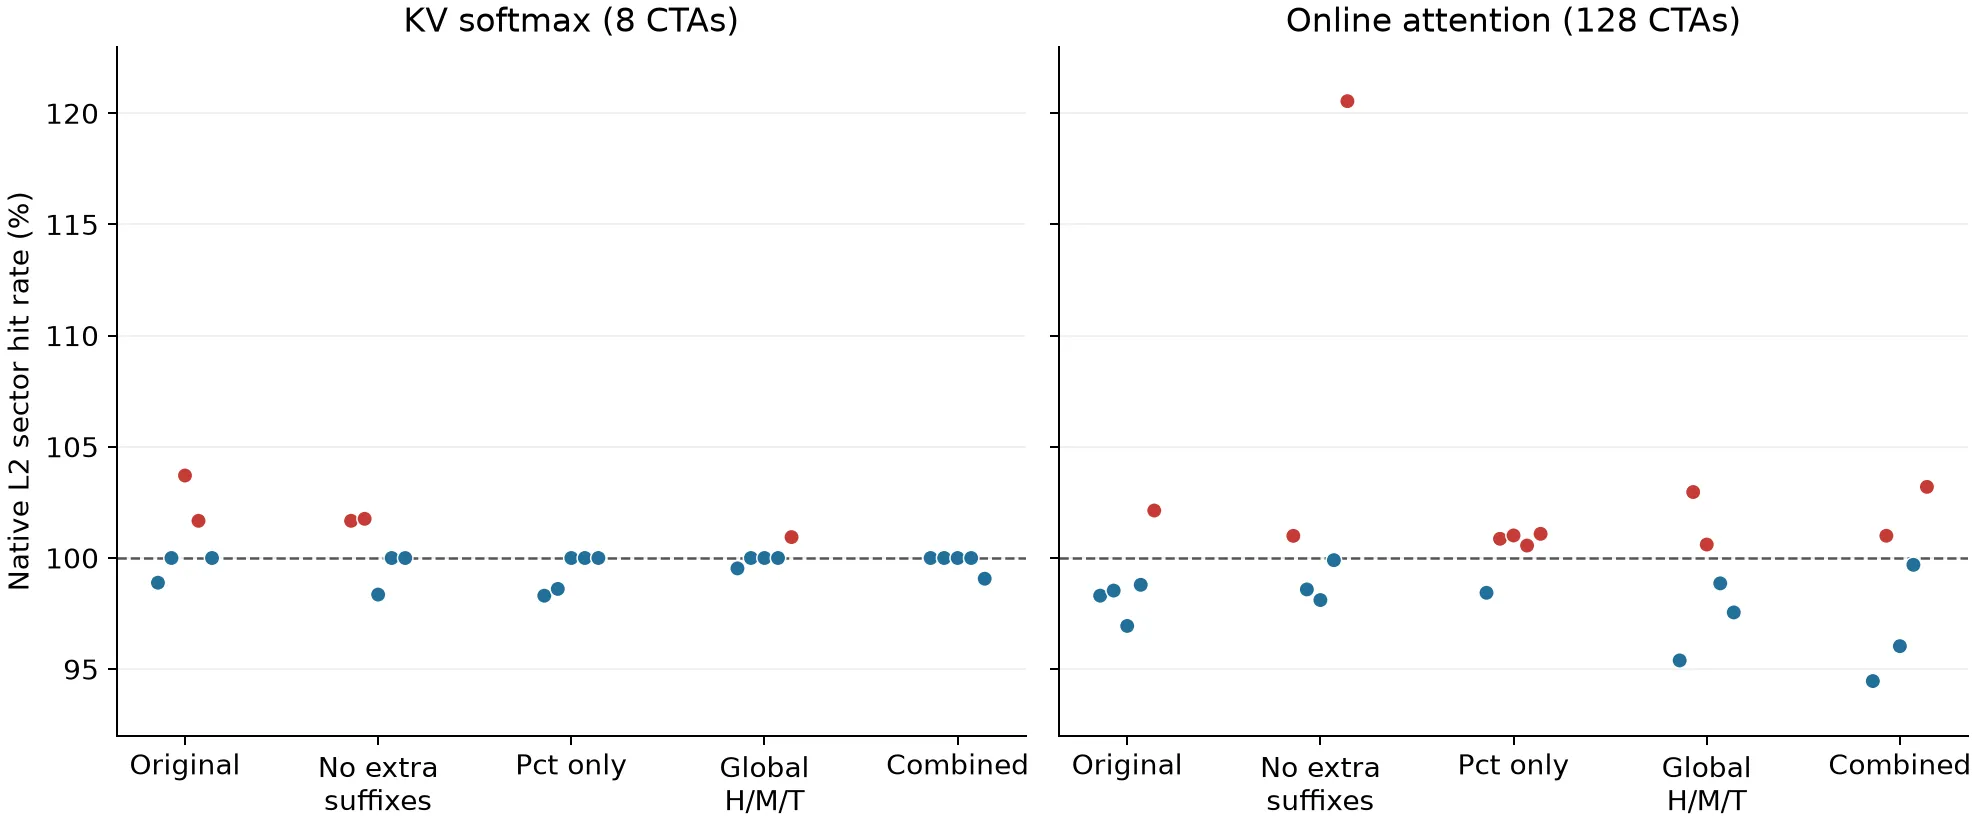 KV softmax (8 CTAs)
Online attention (128 CTAs)
Native L2 sector hit rate (%)
120
115
110
105
100
95
Original
No extra
suffixes
Pct only
Global
H/M/T
Combined
Original
No extra
suffixes
Pct only
Global
H/M/T
Combined